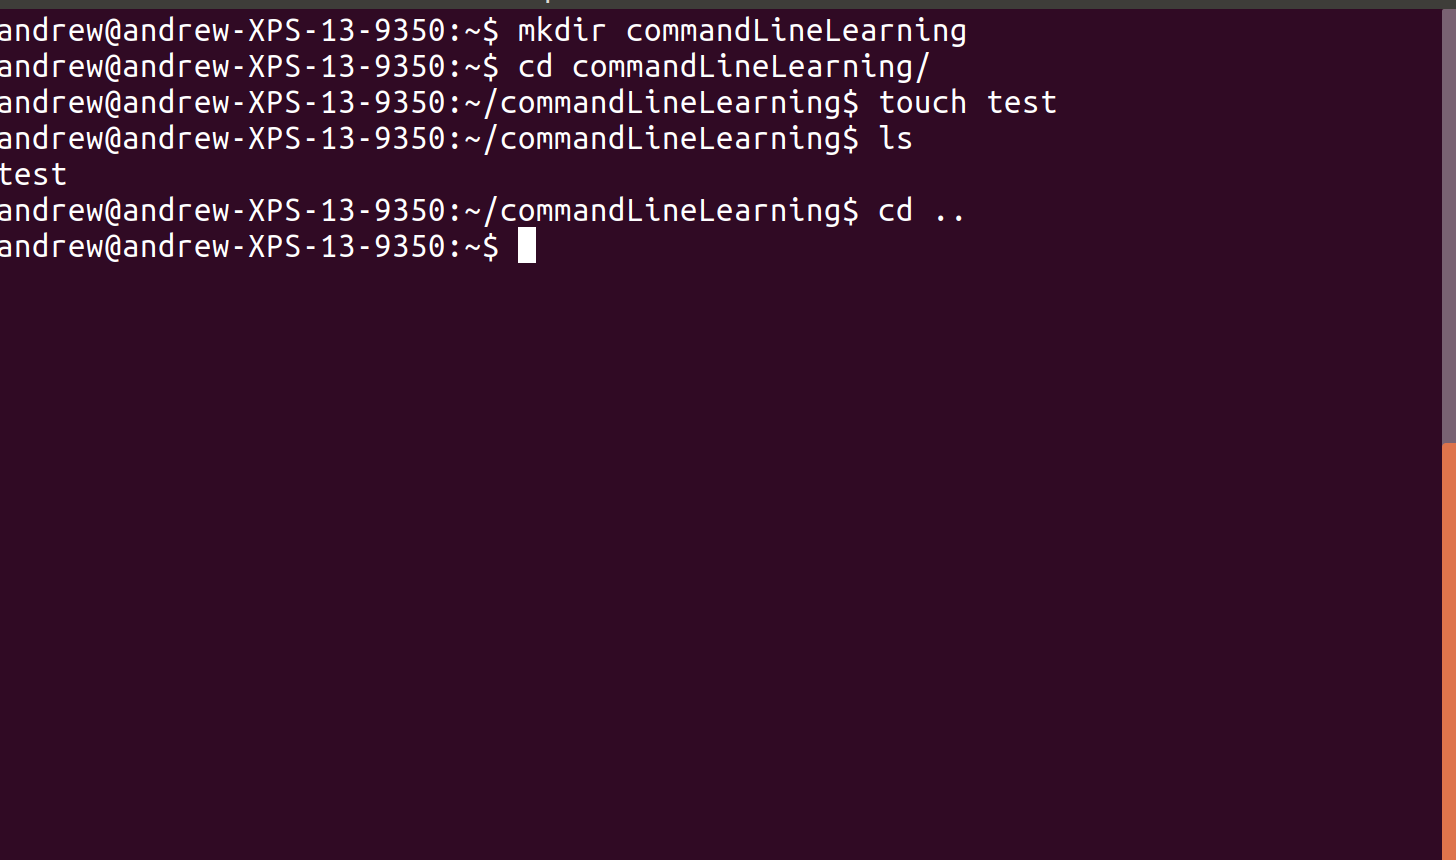 andrew@andrew-XPS-13-9350:~$ mkdir commandLineLearning
andrew@andrew-XPS-13-9350:~$ cd commandLineLearning/
andrew@andrew-XPS-13-9350:~/commandLineLearning$ touch test
andrew@andrew-XPS-13-9350:~/commandLineLearning$ ls
test
andrew@andrew-XPS-13-9350:~/commandLineLearning$ cd ..
andrew@andrew-XPS-13-9350:~$